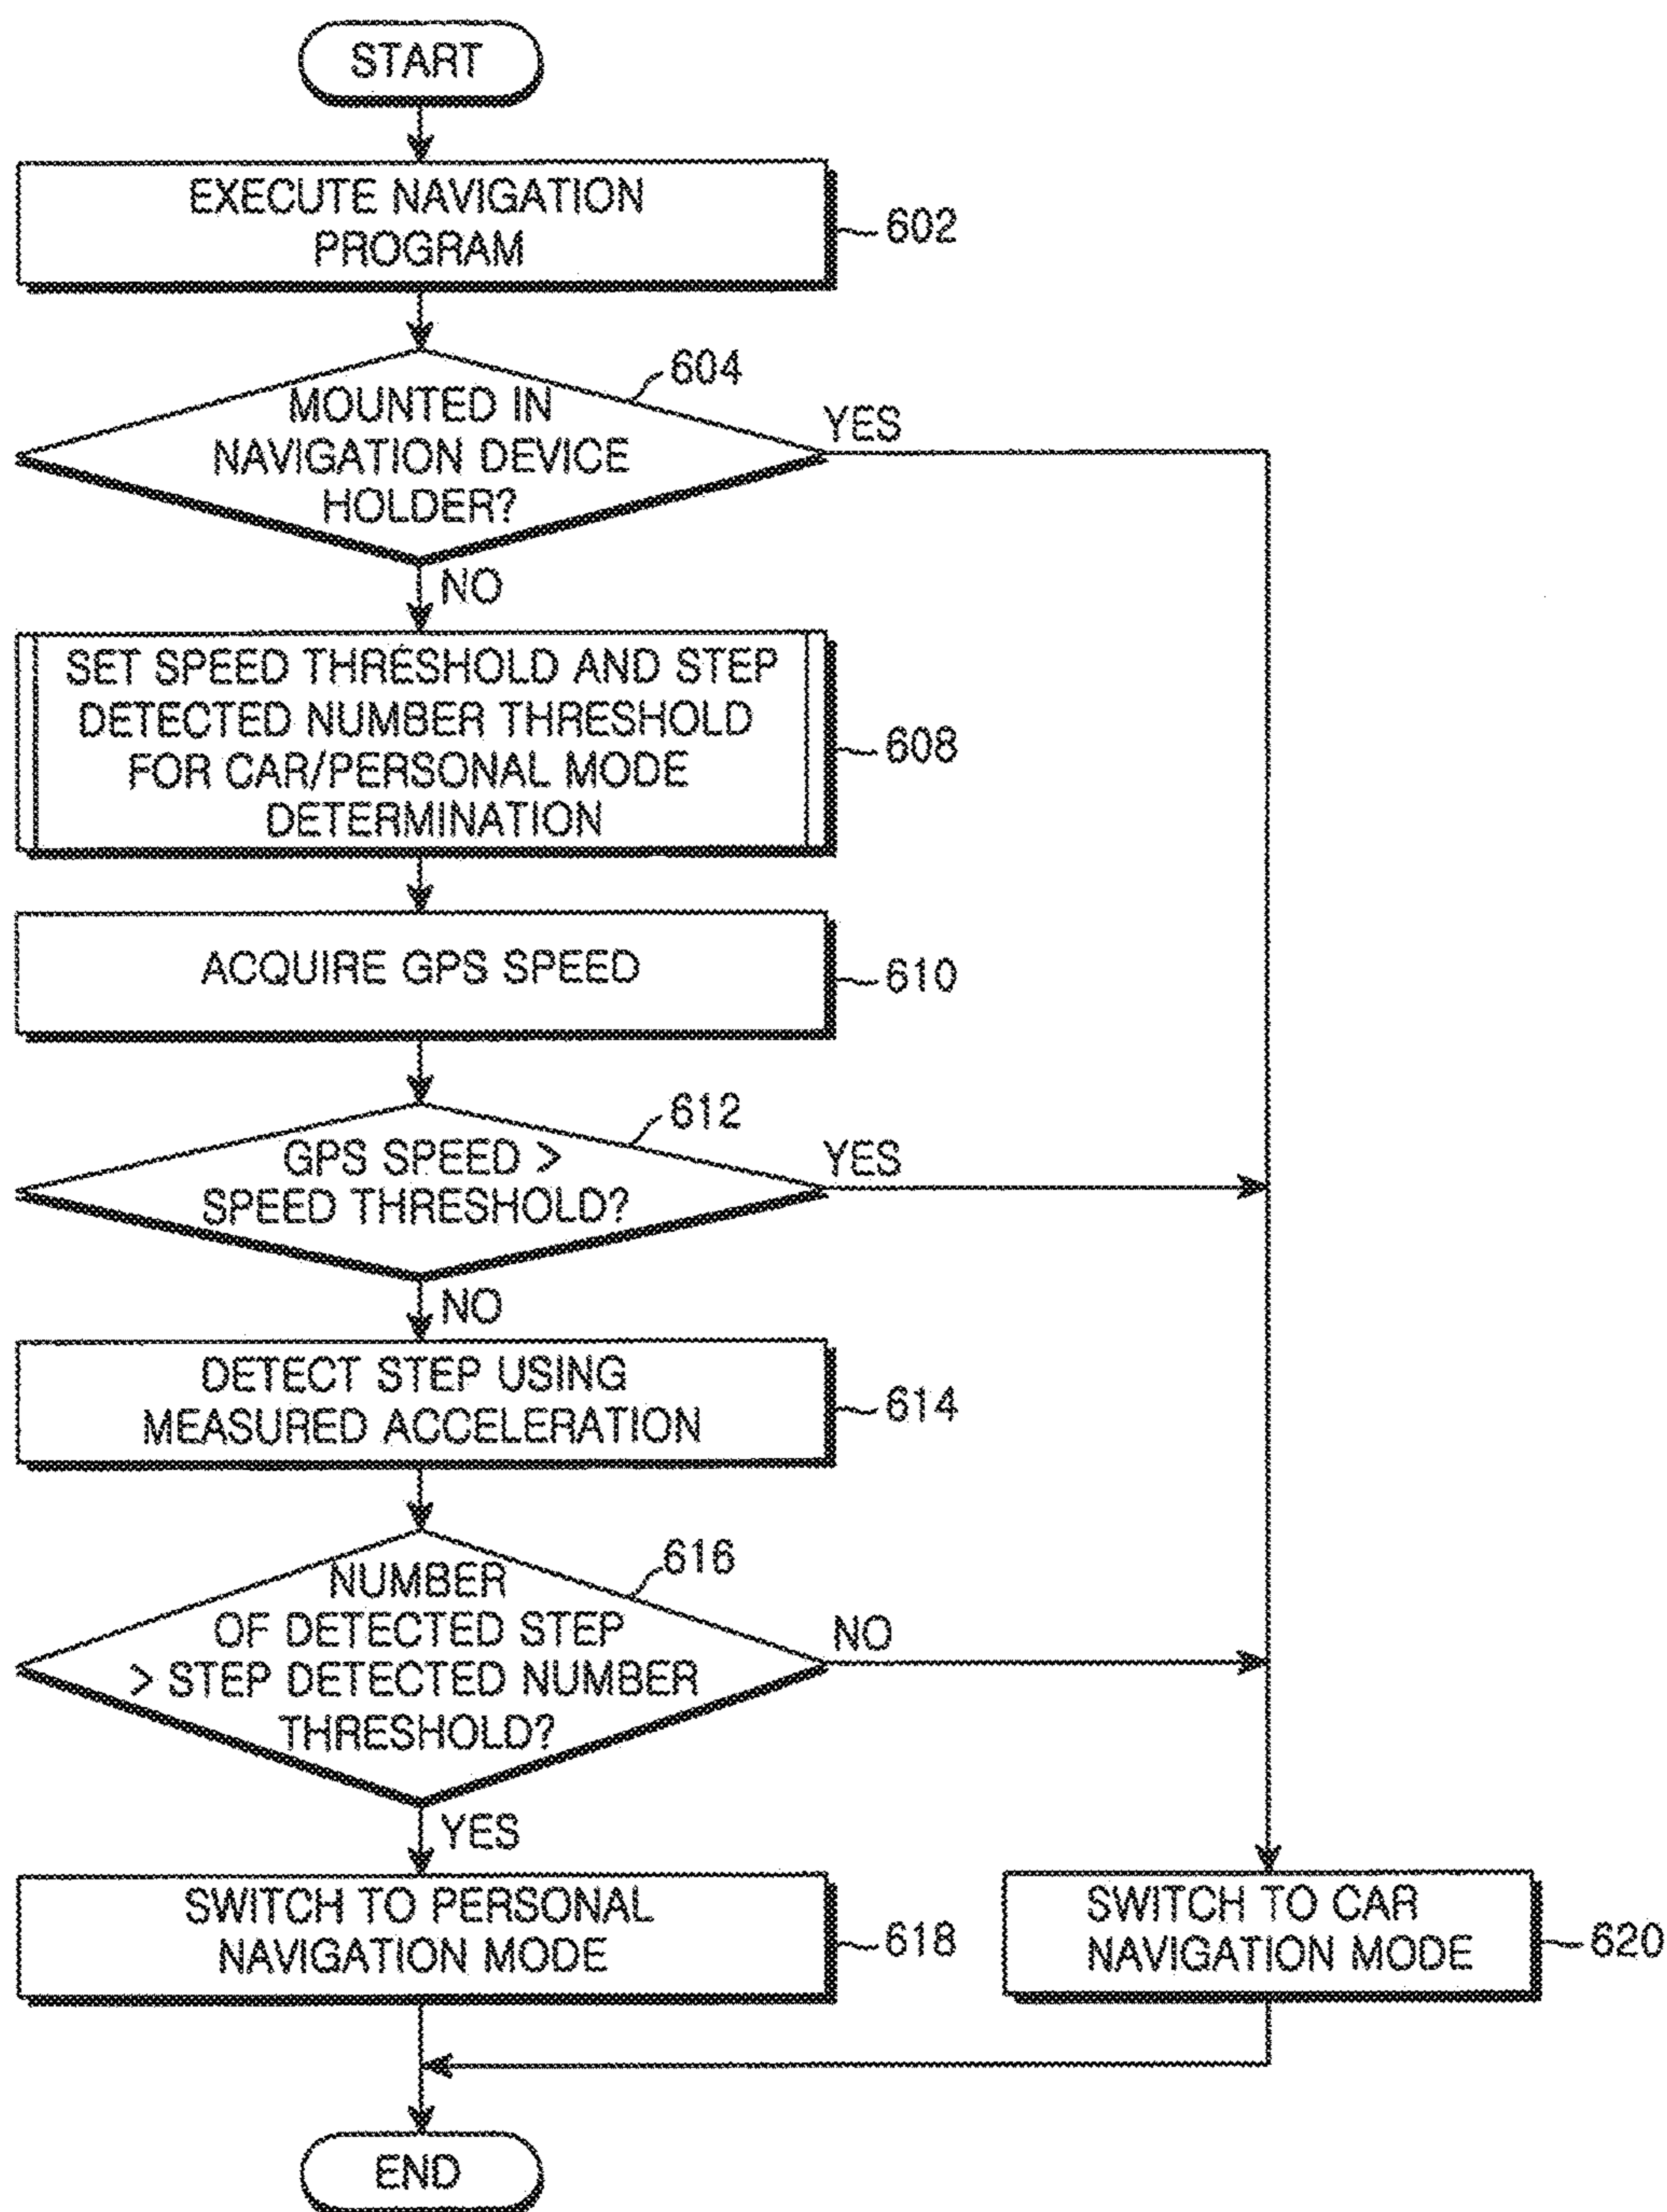 START
EXECUTE NAVIGATION
PROGRAM
602
604
MOUNTED IN
NAVIGATION DEVICE
HOLDER?
YES
NO
SET SPEED THRESHOLD AND STEP
DETECTED NUMBER THRESHOLD
FOR CAR/PERSONAL MODE
DETERMINATION
608
ACQUIRE GPS SPEED
610
612
GPS SPEED >
SPEED THRESHOLD?
YES
NO
DETECT STEP USING
MEASURED ACCELERATION
614
616
NUMBER
OF DETECTED STEP
> STEP DETECTED NUMBER
THRESHOLD?
NO
YES
SWITCH TO PERSONAL
NAVIGATION MODE
618
SWITCH TO CAR
NAVIGATION MODE
620
END